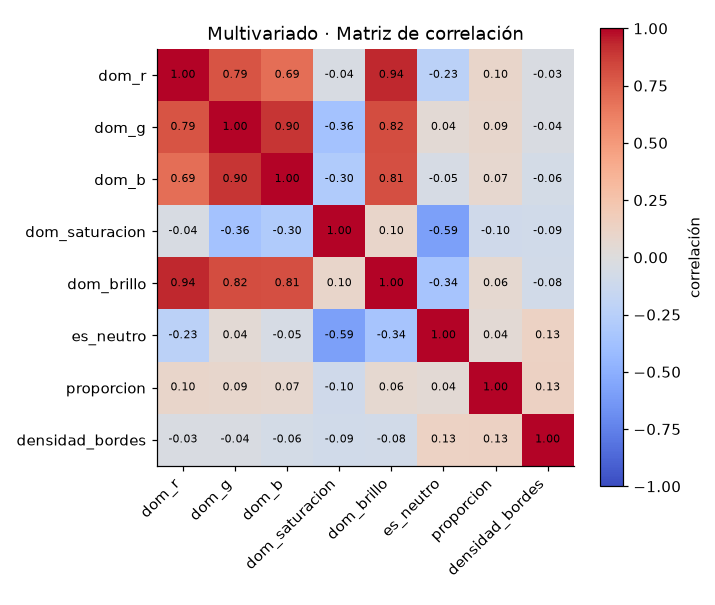 Multivariado · Matriz de correlación
dom_r 1.00 0.79 0.69 -0.04 0.94 -0.23 0.10 -0.03
dom_g 0.79 1.00 0.90 -0.36 0.82 0.04 0.09 -0.04
dom_b 0.69 0.90 1.00 -0.30 0.81 -0.05 0.07 -0.06
dom_saturacion -0.04 -0.36 -0.30 1.00 0.10 -0.59 -0.10 -0.09
dom_brillo 0.94 0.82 0.81 0.10 1.00 -0.34 0.06 -0.08
es_neutro -0.23 0.04 -0.05 -0.59 -0.34 1.00 0.04 0.13
proporcion 0.10 0.09 0.07 -0.10 0.06 0.04 1.00 0.13
densidad_bordes -0.03 -0.04 -0.06 -0.09 -0.08 0.13 0.13 1.00
dom_r
dom_g
dom_b
dom_saturacion
dom_brillo
es_neutro
proporcion
densidad_bordes
1.00
0.75
0.50
0.25
0.00
−0.25
−0.50
−0.75
−1.00
correlación